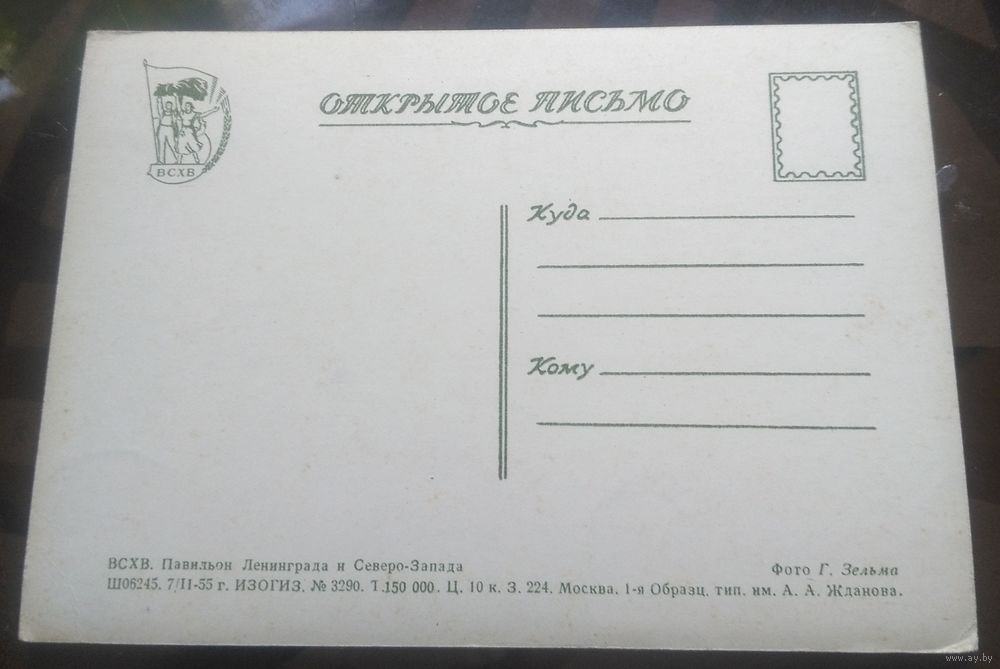 ВСХВ
ОТКРЫТОЕ ПИСЬМО
Куда
Кому
ВСХВ. Павильон Ленинграда и Северо-Запада
Фото Г. Зельма
Ш06245. 7/II-55 г. ИЗОГИЗ. № 3290. Т.150 000. Ц. 10 к. З. 224. Москва. 1-я Образц. тип. им. А. А. Жданова.
www.ay.by